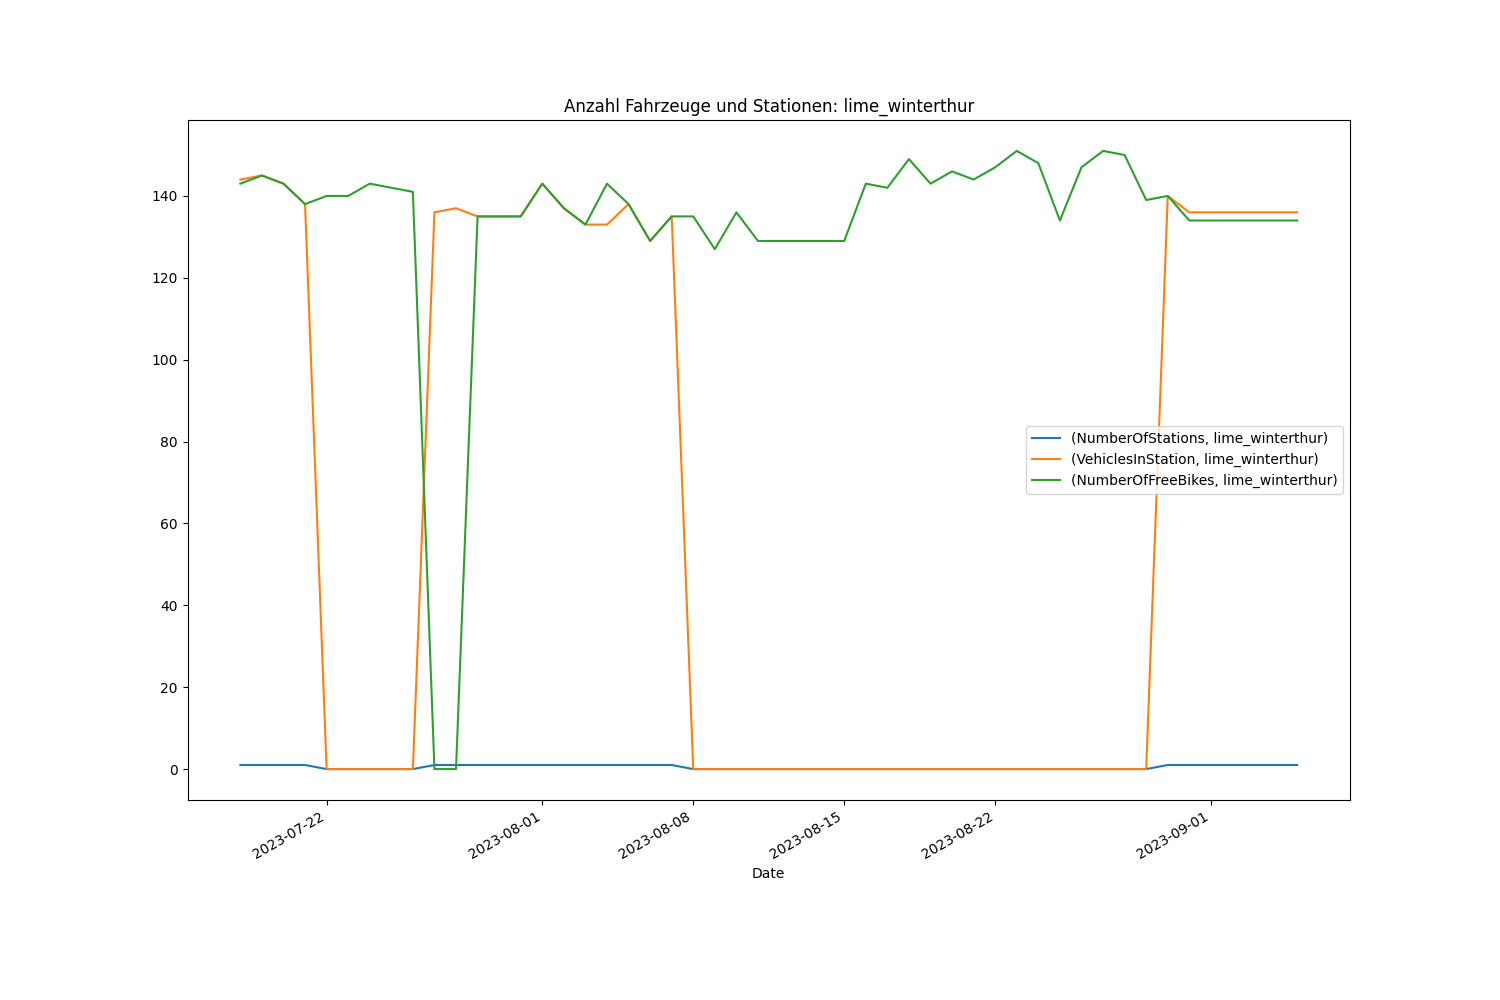 Anzahl Fahrzeuge und Stationen: lime_winterthur
140
120
100
80
60
40
20
0
(NumberOfStations, lime_winterthur)
(VehiclesInStation, lime_winterthur)
(NumberOfFreeBikes, lime_winterthur)
2023-07-22
2023-08-01
2023-08-08
2023-08-15
2023-08-22
2023-09-01
Date